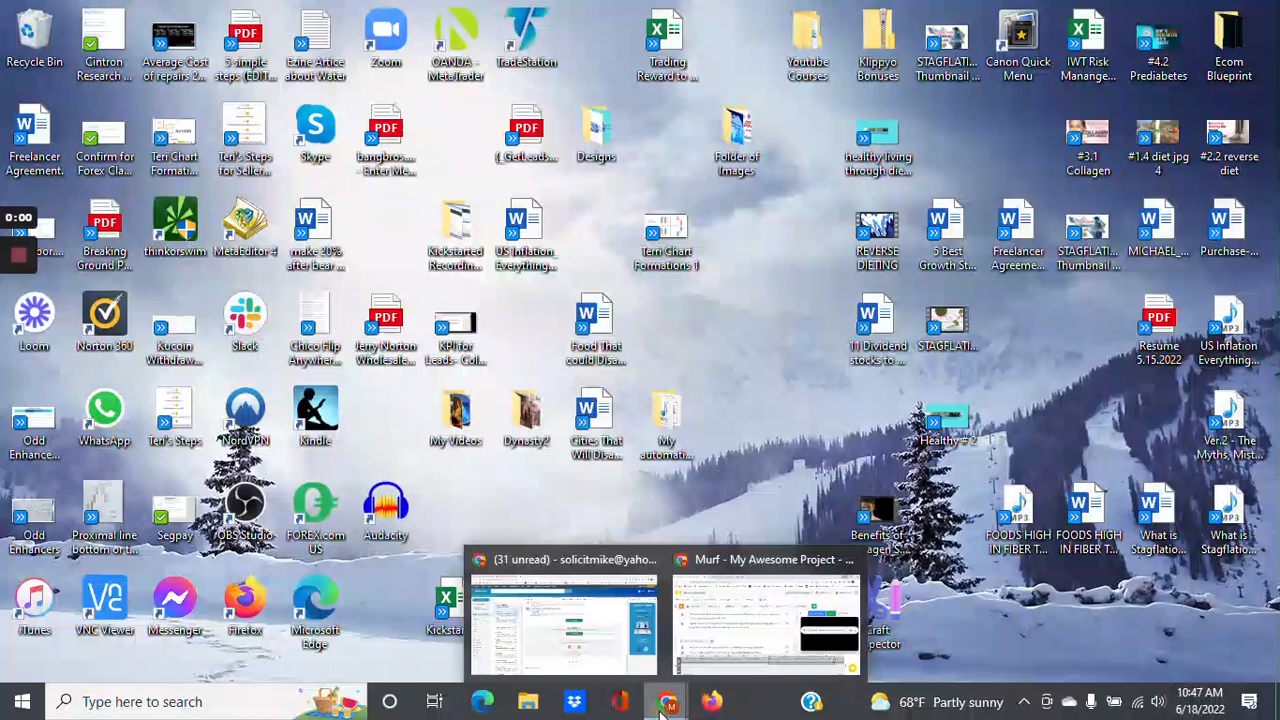 Recycle Bin
Cintron
Research ...
Average Cost
of repairs 2...
5 simple
steps (EDIT...
Ezine Artice
about Water
Zoom
OANDA -
MetaTrader
TradeStation
Trading
Reward to ...
Youtube
Courses
Klippyo
Bonuses
STAGFLATI...
Thumbnail ...
Canon Quick
Menu
IWT Risk
Manange...
#4.2
Prediabetes
Ecom
Blueprint
Freelancer
Agreement.
Confirm for
Forex Cla...
Teri Chart
Formati...
Teri's Steps
for Seller...
Skype
bangbros....
- Enter Me...
Designs
Folder of
Images
healthy living
through die...
#3.1
Collagen
#1.4 diet jpg
4
#2.2 reverse
diet
0:00
Breaking
Ground P...
thinkorswim
MetaEditor 4
make 20%
after bear ...
Kickstarted
Recordin...
US Inflation_
Everything...
Terri Chart
Formations 1
REVERSE
DIETING
5 Best
Growth St...
Freelancer
Agreeme...
STAGFLATI...
Thumbnail ...
MICHAEL_...
Purchase-...
Loom
Norton 360
Kucoin
Withdraw...
Slack
Chico Flip
Anywher...
Jerry Norton
Wholesale...
KPI for
Leads- Col...
Food That
could Disa...
11 Dividend
stocks to ...
STAGFLATI...
Resume
5.15.2022
US Inflation
Everything...
Odd
Enhance...
WhatsApp
Teri's Steps
NordVPN
Kindle
My Videos
Dynasty2
Cities That
Will Disa...
My
automati...
Healthy # 2
Ver.2 - The
Myths, Mist...
Odd
Enhancers
Proximal line
bottom or t...
Segpay
OBS Studio
FOREX.com
US
Audacity
Benefits of
FOODS HIGH
IN FIBER T...
FOODS HIGH
IN FIBER T...
What is
Stagflatio...
What is
Stagflatio...
Messenger
Firefox
Microsoft
Edge
(31 unread) - solicitmike@yaho...
Murf - My Awesome Project - ...
Type here to search
68°F Partly sunny
10:47 AM
6/18/2022